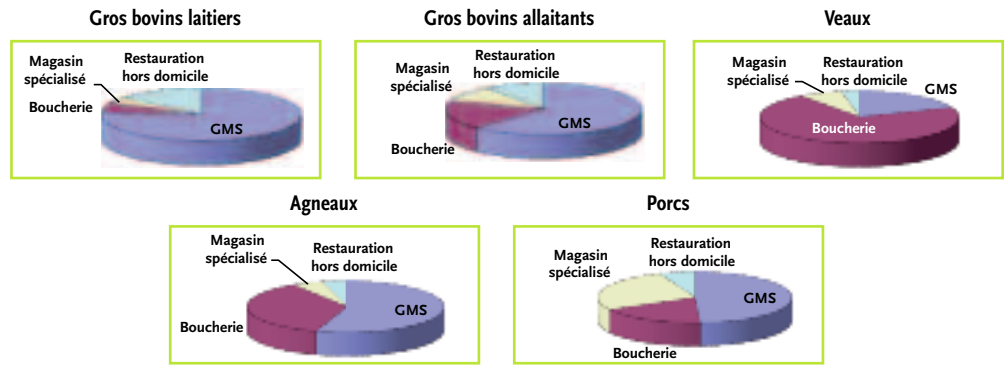 Gros bovins laitiers
Magasin
spécialisé
Restauration
hors domicile
Boucherie
GMS
Gros bovins allaitants
Magasin
spécialisé
Restauration
hors domicile
GMS
Boucherie
Veaux
Magasin
spécialisé
Restauration
hors domicile
GMS
Boucherie
Agneaux
Magasin
spécialisé
Restauration
hors domicile
GMS
Boucherie
Porcs
Magasin
spécialisé
Restauration
hors domicile
GMS
Boucherie